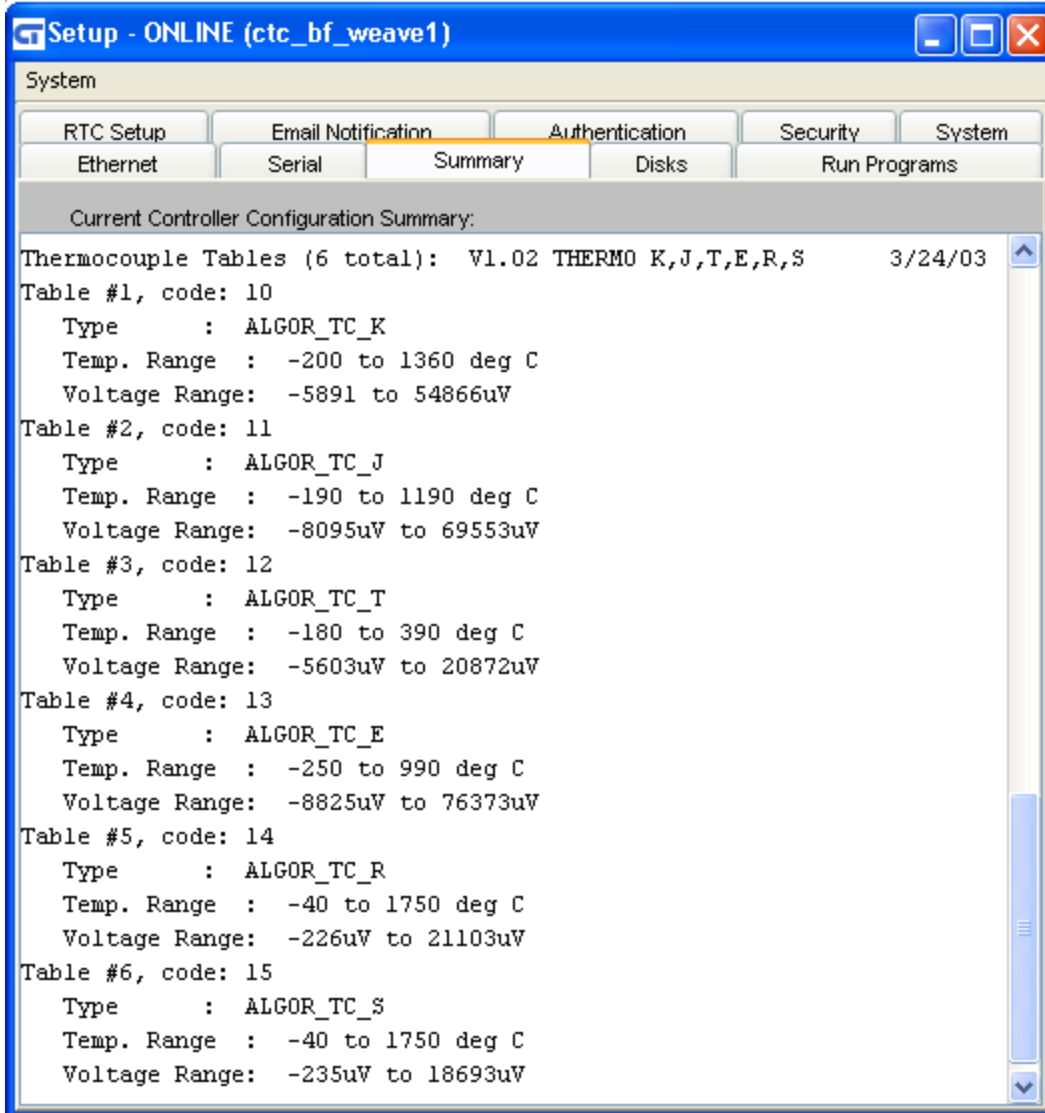 Setup - ONLINE (ctc_bf_weave1)
System
RTC Setup Email Notification Authentication Security System
Ethernet Serial Summary Disks Run Programs
Current Controller Configuration Summary:
Thermocouple Tables (6 total):  V1.02 THERMO K,J,T,E,R,S     3/24/03
Table #1, code: 10
   Type      :  ALGOR_TC_K
   Temp. Range  :  -200 to 1360 deg C
   Voltage Range:  -5891 to 54866uV
Table #2, code: 11
   Type      :  ALGOR_TC_J
   Temp. Range  :  -190 to 1190 deg C
   Voltage Range:  -8095uV to 69553uV
Table #3, code: 12
   Type      :  ALGOR_TC_T
   Temp. Range  :  -180 to 390 deg C
   Voltage Range:  -5603uV to 20872uV
Table #4, code: 13
   Type      :  ALGOR_TC_E
   Temp. Range  :  -250 to 990 deg C
   Voltage Range:  -8825uV to 76373uV
Table #5, code: 14
   Type      :  ALGOR_TC_R
   Temp. Range  :  -40 to 1750 deg C
   Voltage Range:  -226uV to 21103uV
Table #6, code: 15
   Type      :  ALGOR_TC_S
   Temp. Range  :  -40 to 1750 deg C
   Voltage Range:  -235uV to 18693uV